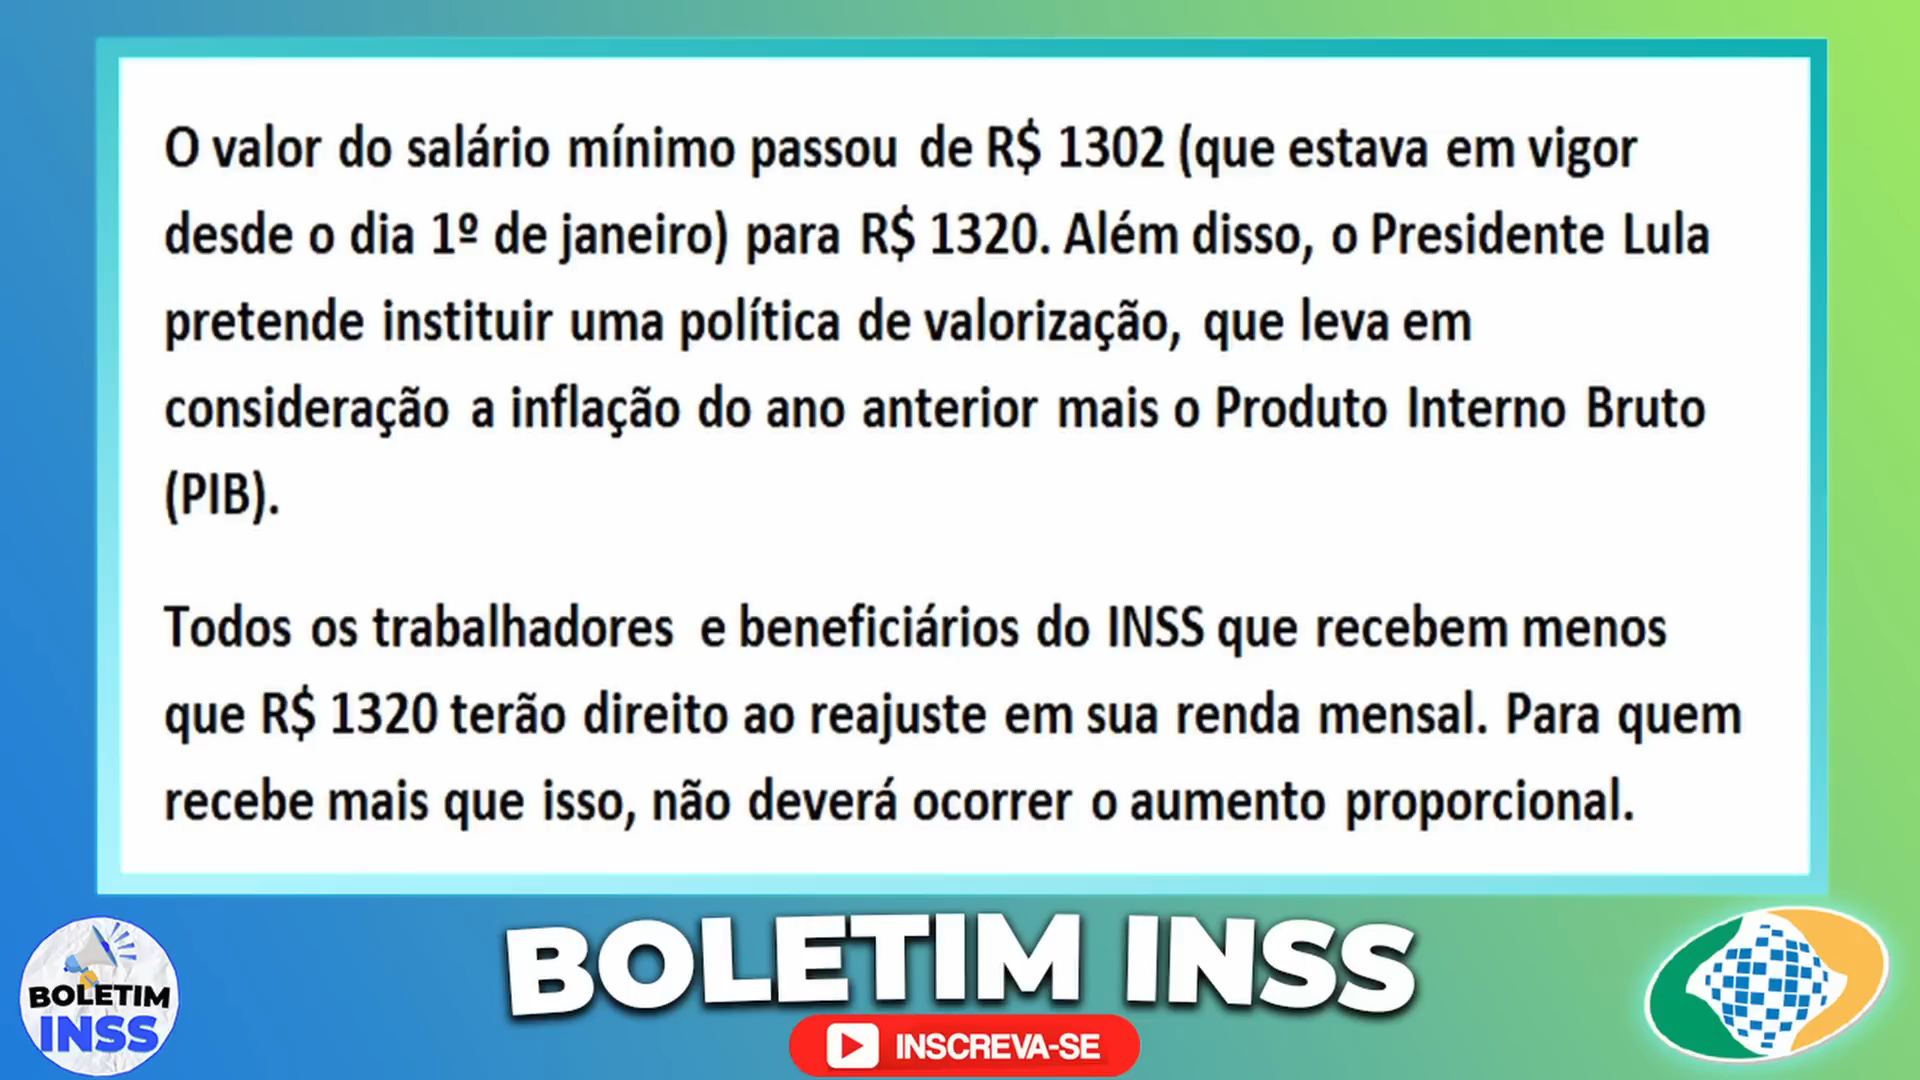 O valor do salário mínimo passou de R$ 1302 (que estava em vigor
desde o dia 1º de janeiro) para R$ 1320. Além disso, o Presidente Lula
pretende instituir uma política de valorização, que leva em
consideração a inflação do ano anterior mais o Produto Interno Bruto
(PIB).
Todos os trabalhadores e beneficiários do INSS que recebem menos
que R$ 1320 terão direito ao reajuste em sua renda mensal. Para quem
recebe mais que isso, não deverá ocorrer o aumento proporcional.
BOLETIM
INSS
BOLETIM INSS
INSCREVA-SE